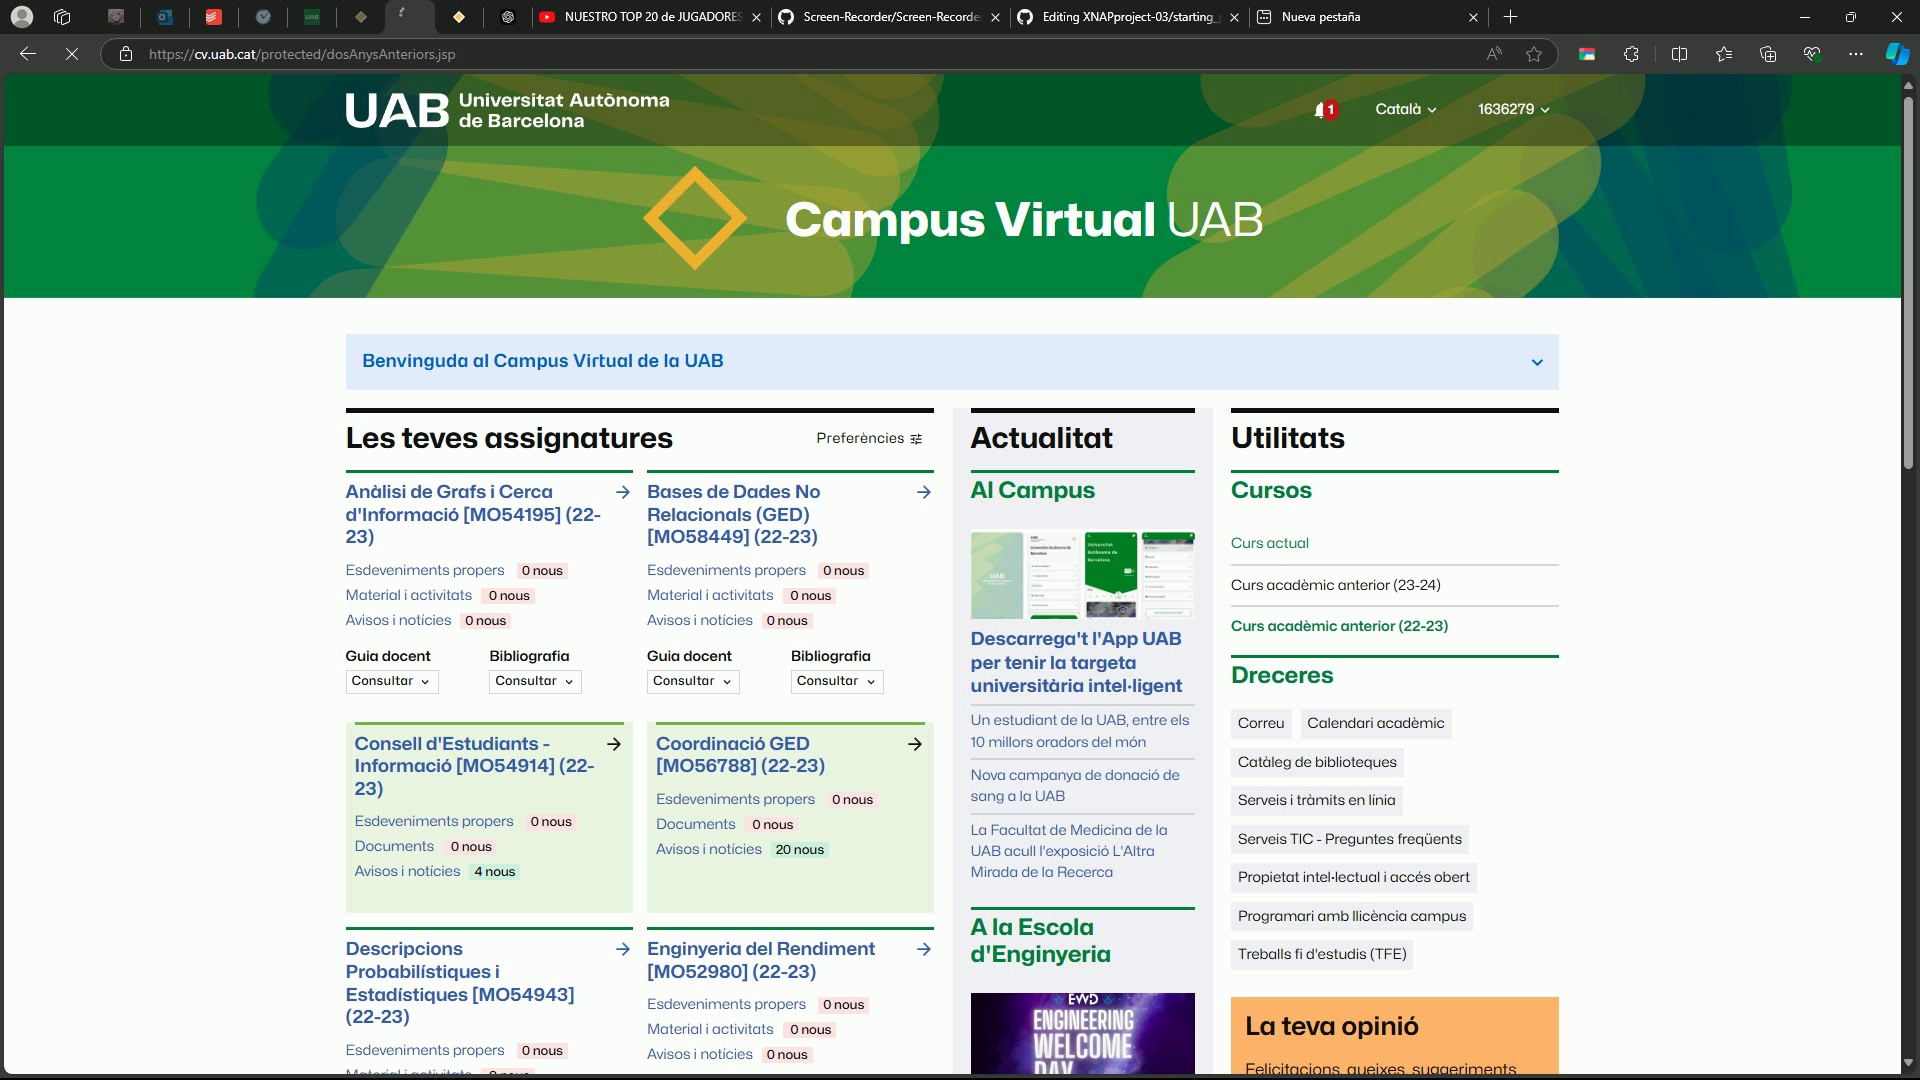 NUESTRO TOP 20 de JUGADORES
Screen-Recorder/Screen-Recorde
Editing XNAPproject-03/starting_
Nueva pestaña
https://cv.uab.cat/protected/dosAnysAnteriors.jsp
UAB Universitat Autònoma
de Barcelona
1
Català
1636279
Campus Virtual UAB
Benvinguda al Campus Virtual de la UAB
Les teves assignatures
Preferències
Anàlisi de Grafs i Cerca
d'Informació [MO54195] (22-
23)
Esdeveniments propers 0 nous
Material i activitats 0 nous
Avisos i notícies 0 nous
Guia docent Bibliografia
Consultar Consultar
Bases de Dades No
Relacionals (GED)
[MO58449] (22-23)
Esdeveniments propers 0 nous
Material i activitats 0 nous
Avisos i notícies 0 nous
Guia docent Bibliografia
Consultar Consultar
Consell d'Estudiants -
Informació [MO54914] (22-
23)
Esdeveniments propers 0 nous
Documents 0 nous
Avisos i notícies 4 nous
Coordinació GED
[MO56788] (22-23)
Esdeveniments propers 0 nous
Documents 0 nous
Avisos i notícies 20 nous
Descripcions
Probabilístiques i
Estadístiques [MO54943]
(22-23)
Esdeveniments propers 0 nous
Material i activitats 0 nous
Enginyeria del Rendiment
[MO52980] (22-23)
Esdeveniments propers 0 nous
Material i activitats 0 nous
Avisos i notícies 0 nous
Actualitat
Al Campus
Descarrega't l'App UAB
per tenir la targeta
universitària intel·ligent
Un estudiant de la UAB, entre els
10 millors oradors del món
Nova campanya de donació de
sang a la UAB
La Facultat de Medicina de la
UAB acull l'exposició L'Altra
Mirada de la Recerca
A la Escola
d'Enginyeria
EWD
ENGINEERING
WELCOME
DAY
Utilitats
Cursos
Curs actual
Curs acadèmic anterior (23-24)
Curs acadèmic anterior (22-23)
Dreceres
Correu
Calendari acadèmic
Catàleg de biblioteques
Serveis i tràmits en línia
Serveis TIC - Preguntes freqüents
Propietat intel·lectual i accés obert
Programari amb llicència campus
Treballs fi d'estudis (TFE)
La teva opinió
Felicitacions, queixes, suggeriments